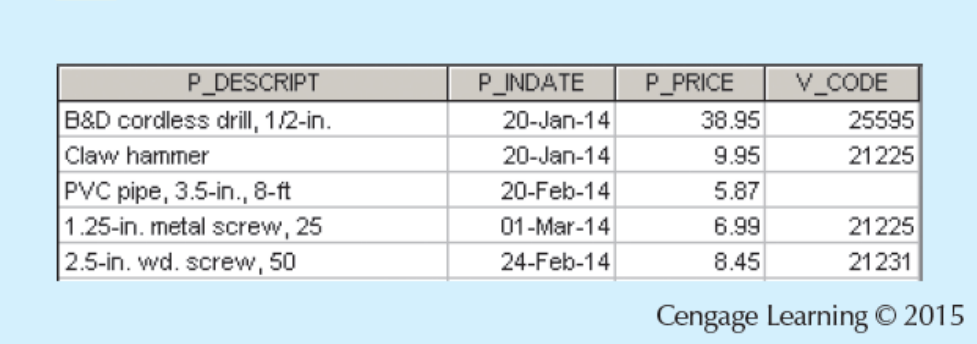 P_DESCRIPT P_INDATE P_PRICE V_CODE
B&D cordless drill, 1/2-in. 20-Jan-14 38.95 25595
Claw hammer 20-Jan-14 9.95 21225
PVC pipe, 3.5-in., 8-ft 20-Feb-14 5.87
1.25-in. metal screw, 25 01-Mar-14 6.99 21225
2.5-in. wd. screw, 50 24-Feb-14 8.45 21231
Cengage Learning © 2015